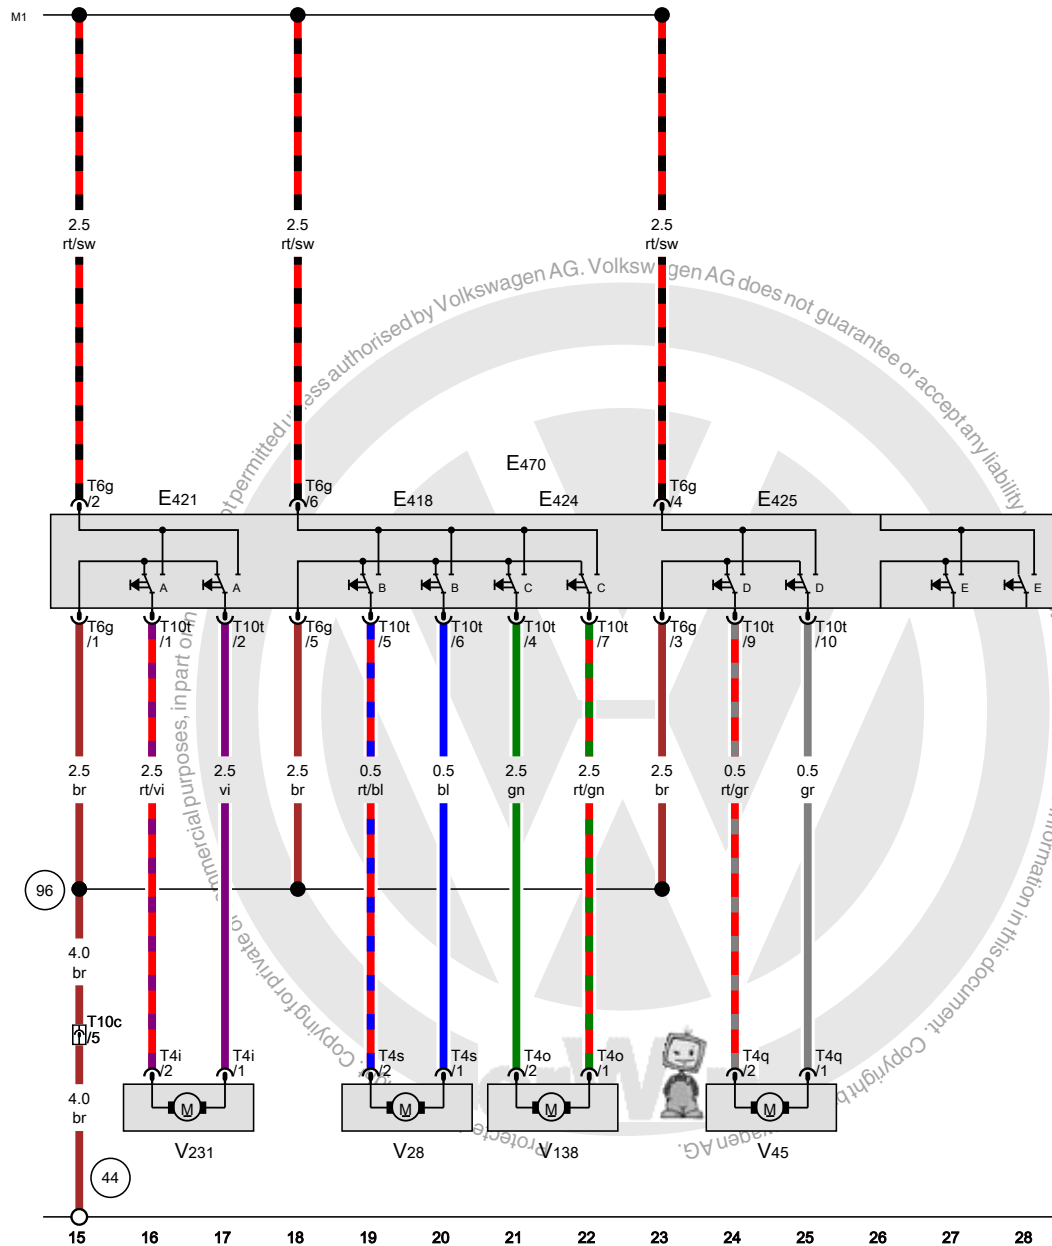 M1
2.5 2.5 2.5
rt/sw rt/sw rt/sw
permitted
authorised by Volkswagen AG. Volkswagen AG does not guarantee or accept any liability
E470
T6g T6g T6g
/2 E421 /6 E418 E424 /4 E425
A A B B C C D D E E
T6g T10t T10t T6g T10t T10t T10t T10t T6g T10t T10t
/1 /1 /2 /5 /5 /6 /4 /7 /3 /9 /10
2.5 2.5 2.5 2.5 0.5 0.5 2.5 2.5 2.5 0.5 0.5
br rt/vi vi br rt/bl bl gn rt/gn br rt/gr gr
commercial purposes, in part or in
96
4.0
br
Copying for private or
information in this document. Copyright by
T10c
/5
T4i T4i T4s T4s T4o T4o T4q T4q
/2 /1 /2 /1 /2 /1 /2 /1
4.0
br
M M M M
V231 V28 V138 V45
Volkswagen AG.
Protected
44
15 16 17 18 19 20 21 22 23 24 25 26 27 28